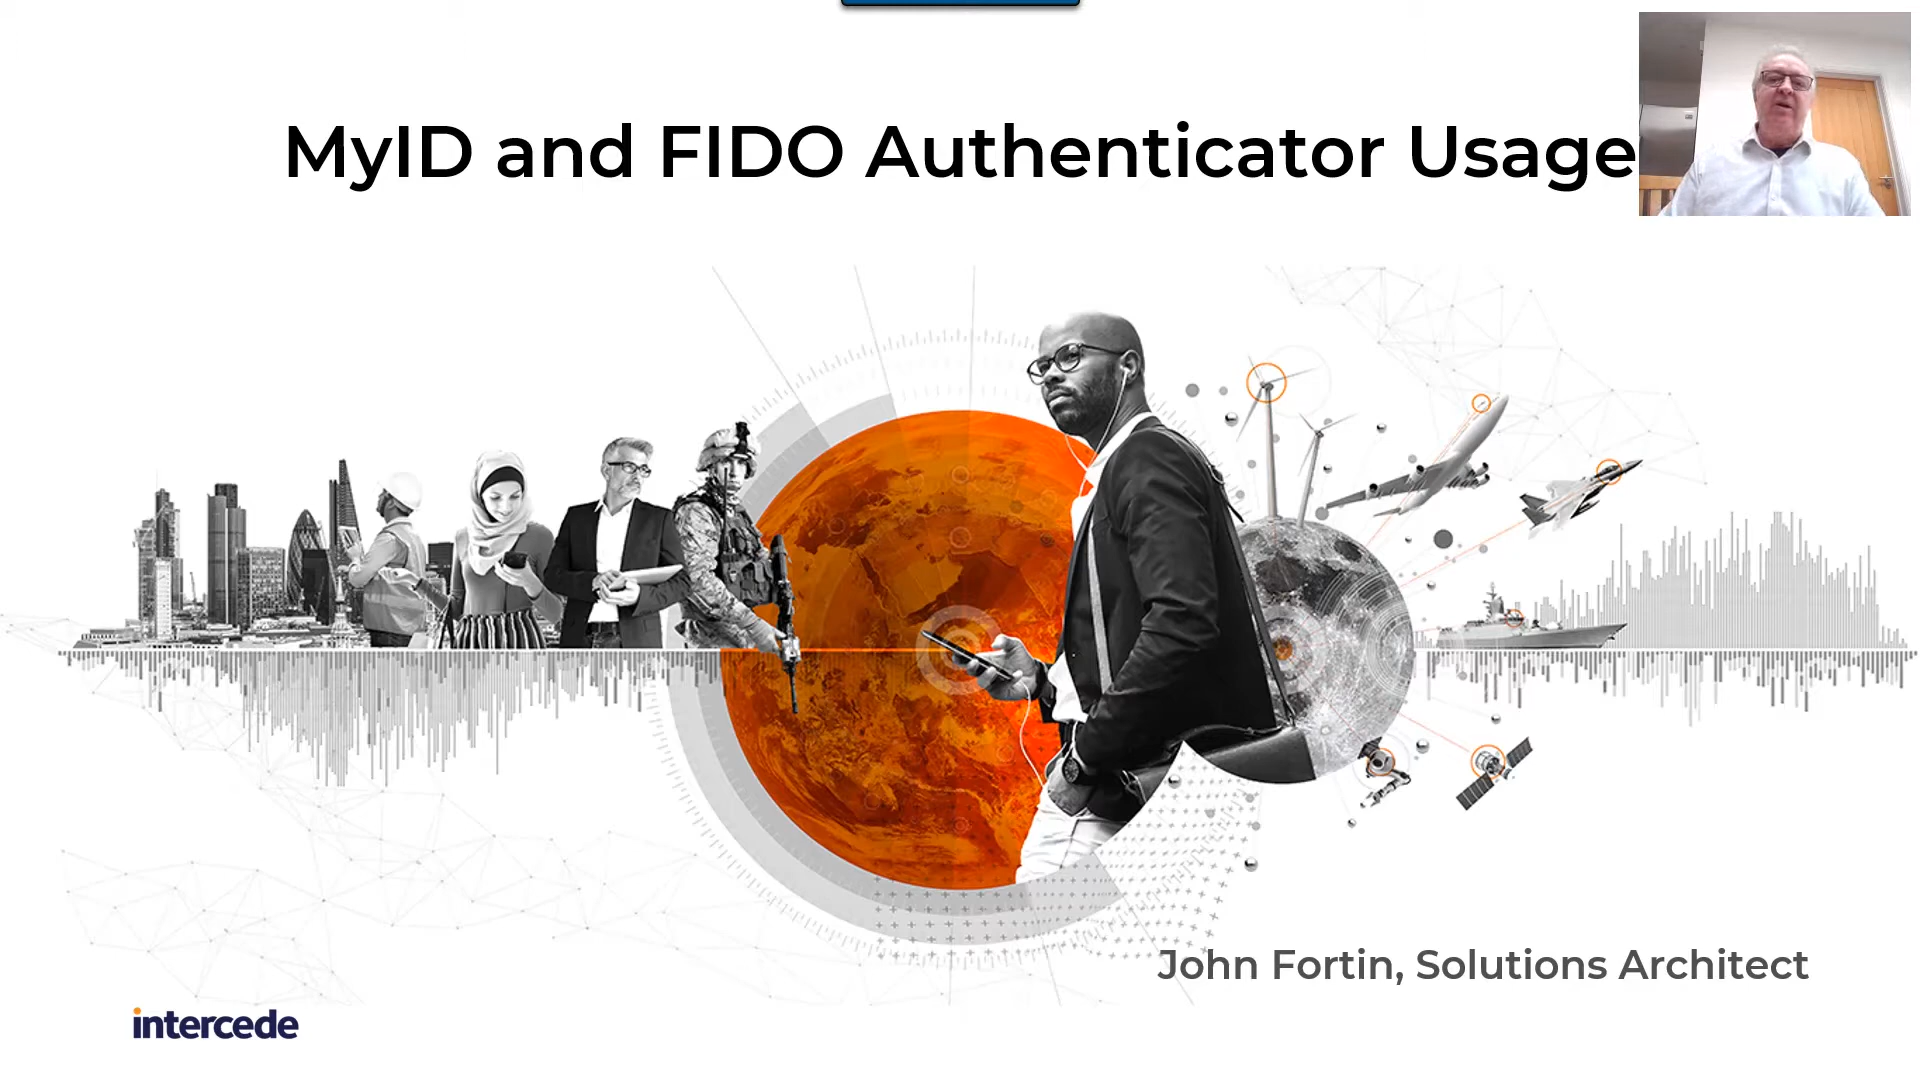 MyID and FIDO Authenticator Usage
John Fortin, Solutions Architect
intercede